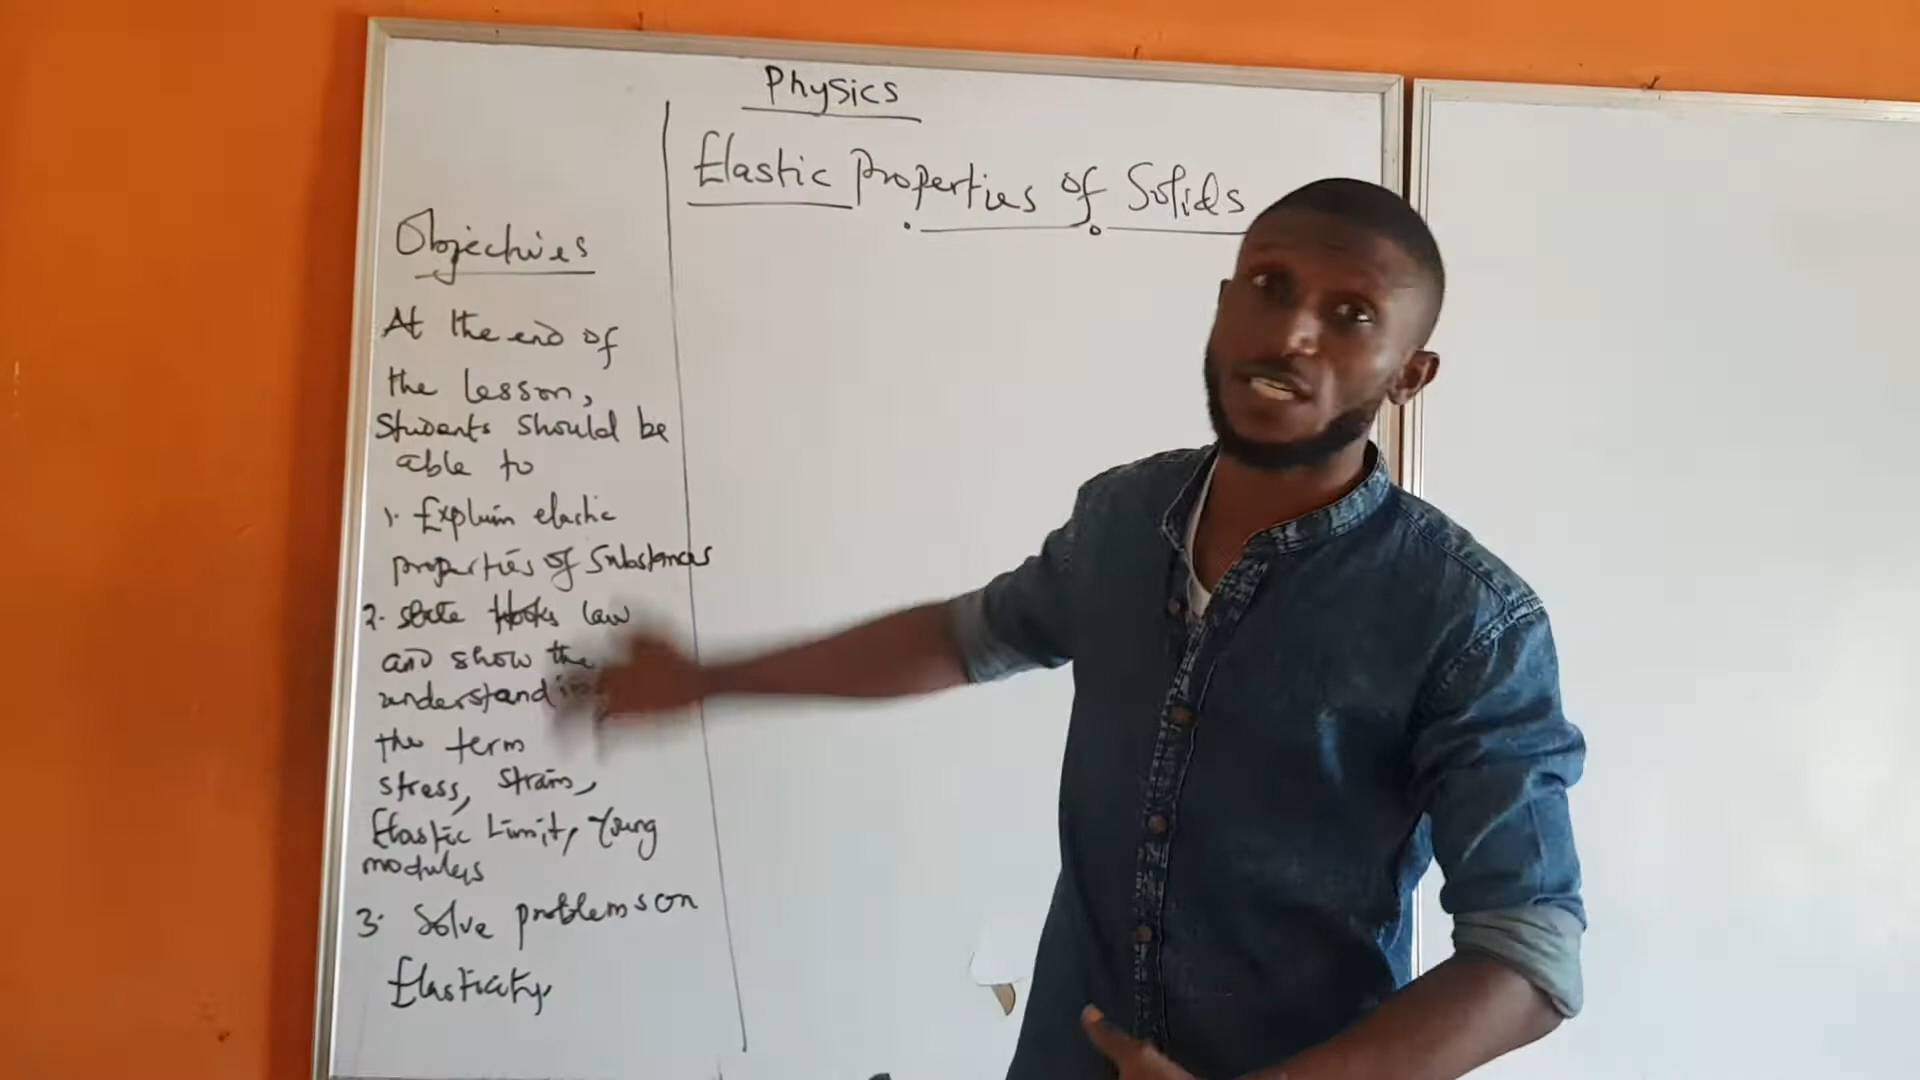 Physics
Elastic Properties of Solids
Objectives
At the end of
the lesson,
Students should be
able to
1. Explain elastic
properties of Substances
2. state Hooks law
and show the
understanding
the term
stress, Strain,
Elastic Limit, Young
modulus
3. Solve problems on
Elasticity.